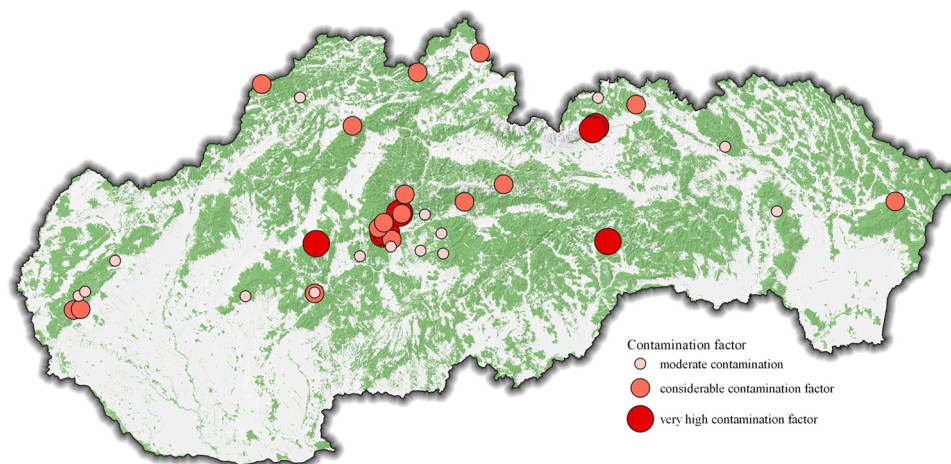 Contamination factor
moderate contamination
considerable contamination factor
very high contamination factor